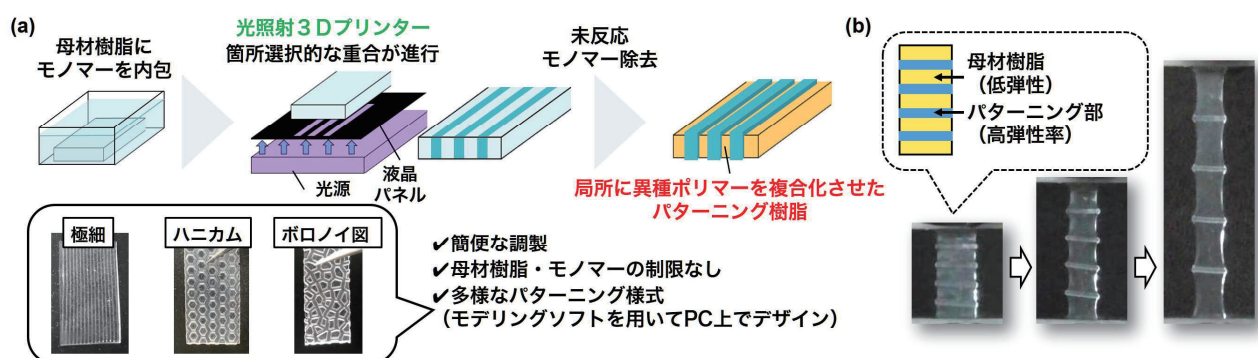 (a)
母材樹脂に
モノマーを内包
光照射３Ｄプリンター
箇所選択的な重合が進行
液晶
パネル
光源
未反応
モノマー除去
局所に異種ポリマーを複合化させた
パターニング樹脂
極細
ハニカム
ボロノイ図
✔簡便な調製
✔母材樹脂・モノマーの制限なし
✔多様なパターニング様式
（モデリングソフトを用いてPC上でデザイン）
(b)
母材樹脂
（低弾性）
パターニング部
（高弾性率）